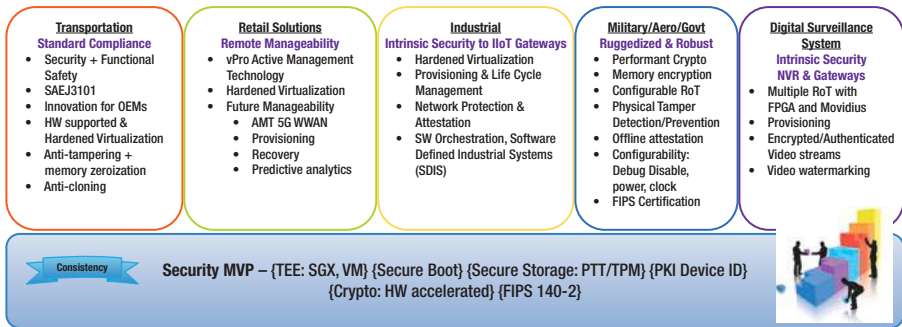 Transportation
Standard Compliance
• Security + Functional
Safety
• SAEJ3101
• Innovation for OEMs
• HW supported &
Hardened Virtualization
• Anti-tampering +
memory zeroization
• Anti-cloning
Retail Solutions
Remote Manageability
• vPro Active Management
Technology
• Hardened Virtualization
• Future Manageability
• AMT 5G WWAN
• Provisioning
• Recovery
• Predictive analytics
Industrial
Intrinsic Security to IIoT Gateways
• Hardened Virtualization
• Provisioning & Life Cycle
Management
• Network Protection &
Attestation
• SW Orchestration, Software
Defined Industrial Systems
(SDIS)
Military/Aero/Govt
Ruggedized & Robust
• Performant Crypto
• Memory encryption
• Configurable RoT
• Physical Tamper
Detection/Prevention
• Offline attestation
• Configurability:
Debug Disable,
power, clock
• FIPS Certification
Digital Surveillance
System
Intrinsic Security
NVR & Gateways
• Multiple RoT with
FPGA and Movidius
• Provisioning
• Encrypted/Authenticated
Video streams
• Video watermarking
Consistency
Security MVP – {TEE: SGX, VM} {Secure Boot} {Secure Storage: PTT/TPM} {PKI Device ID}
{Crypto: HW accelerated} {FIPS 140-2}